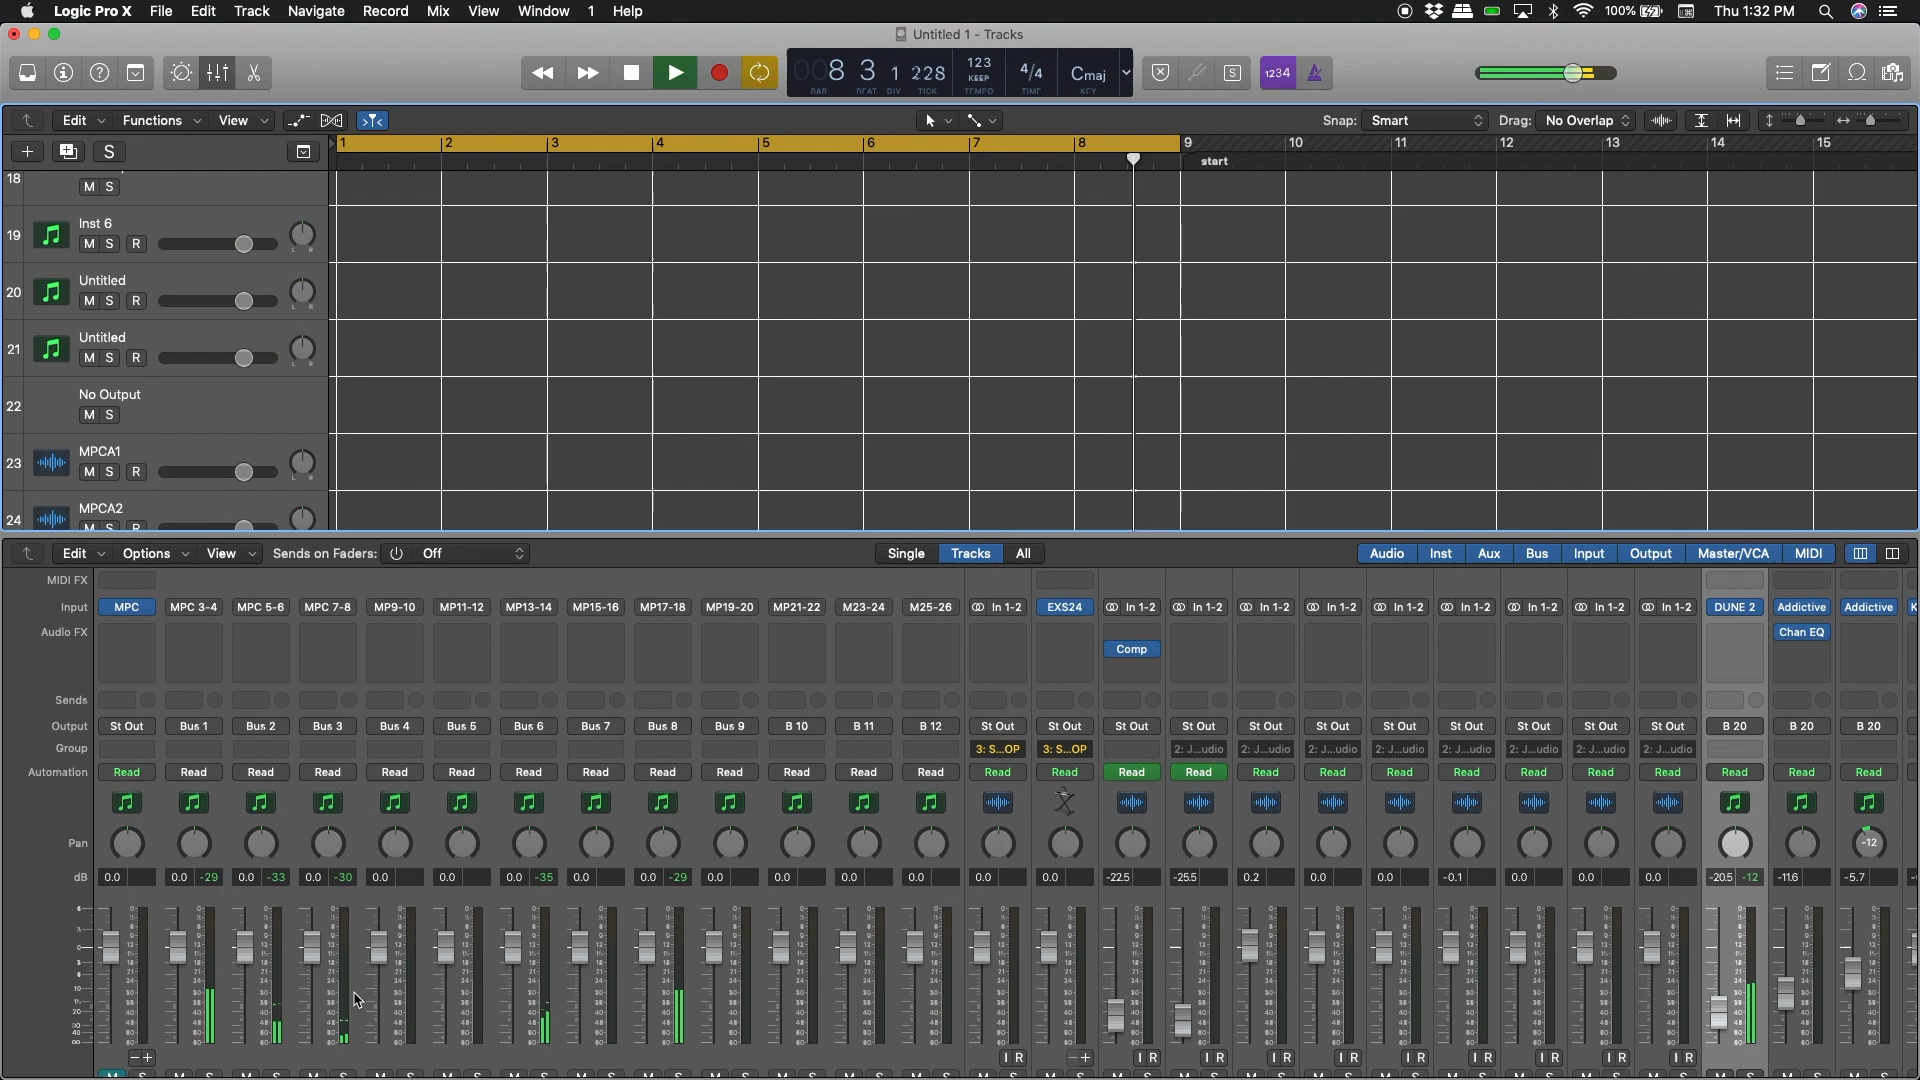 Logic Pro X File Edit Track Navigate Record Mix View Window 1 Help 100% Thu 1:32 PM
Untitled 1 - Tracks
008 3 1 228 123 KEEP 4/4 Cmaj 1234
BAR BEAT DIV TICK TEMPO TIME KEY
Edit Functions View Snap: Smart Drag: No Overlap
S 1 2 3 4 5 6 7 8 9 10 11 12 13 14 15
start
18 M S
19 Inst 6
M S R L R
20 Untitled
M S R L R
21 Untitled
M S R L R
22 No Output
M S
23 MPCA1
M S R L R
24 MPCA2
M S R
Edit Options View Sends on Faders: Off Single Tracks All Audio Inst Aux Bus Input Output Master/VCA MIDI
MIDI FX
Input MPC MPC 3-4 MPC 5-6 MPC 7-8 MP9-10 MP11-12 MP13-14 MP15-16 MP17-18 MP19-20 MP21-22 M23-24 M25-26 In 1-2 EXS24 In 1-2 In 1-2 In 1-2 In 1-2 In 1-2 In 1-2 In 1-2 In 1-2 In 1-2 DUNE 2 Addictive Addictive K
Audio FX Chan EQ
Comp
Sends
Output St Out Bus 1 Bus 2 Bus 3 Bus 4 Bus 5 Bus 6 Bus 7 Bus 8 Bus 9 B 10 B 11 B 12 St Out St Out St Out St Out St Out St Out St Out St Out St Out St Out St Out B 20 B 20 B 20
Group 3: S...OP 3: S...OP 2: J...udio 2: J...udio 2: J...udio 2: J...udio 2: J...udio 2: J...udio 2: J...udio 2: J...udio
Automation Read Read Read Read Read Read Read Read Read Read Read Read Read Read Read Read Read Read Read Read Read Read Read Read Read Read Read
Pan -12
dB 0.0 0.0 -29 0.0 -33 0.0 -30 0.0 0.0 0.0 -35 0.0 0.0 -29 0.0 0.0 0.0 0.0 0.0 0.0 -22.5 -25.5 0.2 0.0 0.0 -0.1 0.0 0.0 0.0 -20.5 -12 -11.6 -5.7
I R I R I R I R I R I R I R I R I R I R